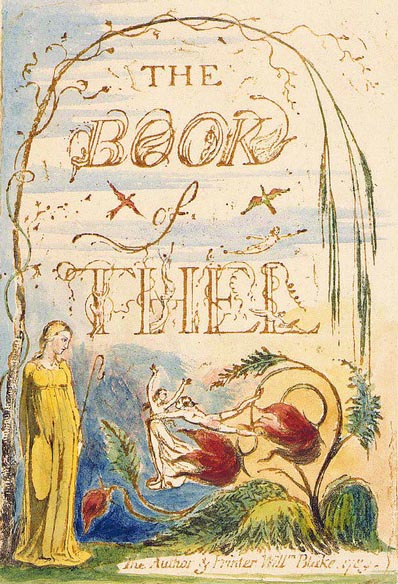 THE
BOOK
of
THEL
The Author & Printer Willm Blake. 1789.